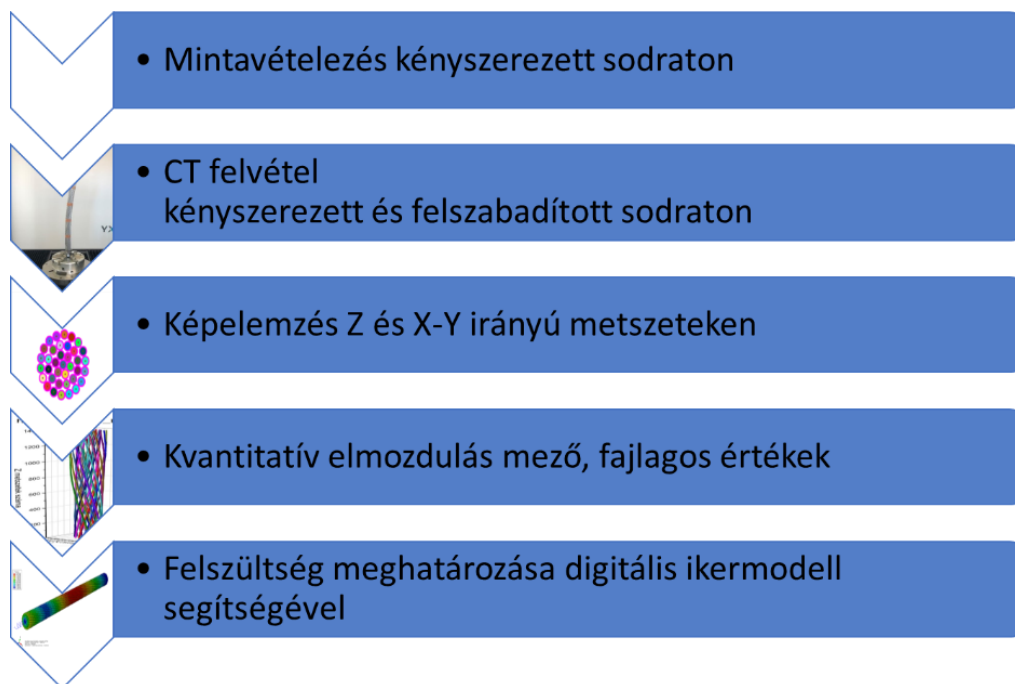 • Mintavételezés kényszerezett sodraton
• CT felvétel
kényszerezett és felszabadított sodraton
• Képelemzés Z és X-Y irányú metszeteken
• Kvantitatív elmozdulás mező, fajlagos értékek
• Felszültség meghatározása digitális ikermodell
segítségével